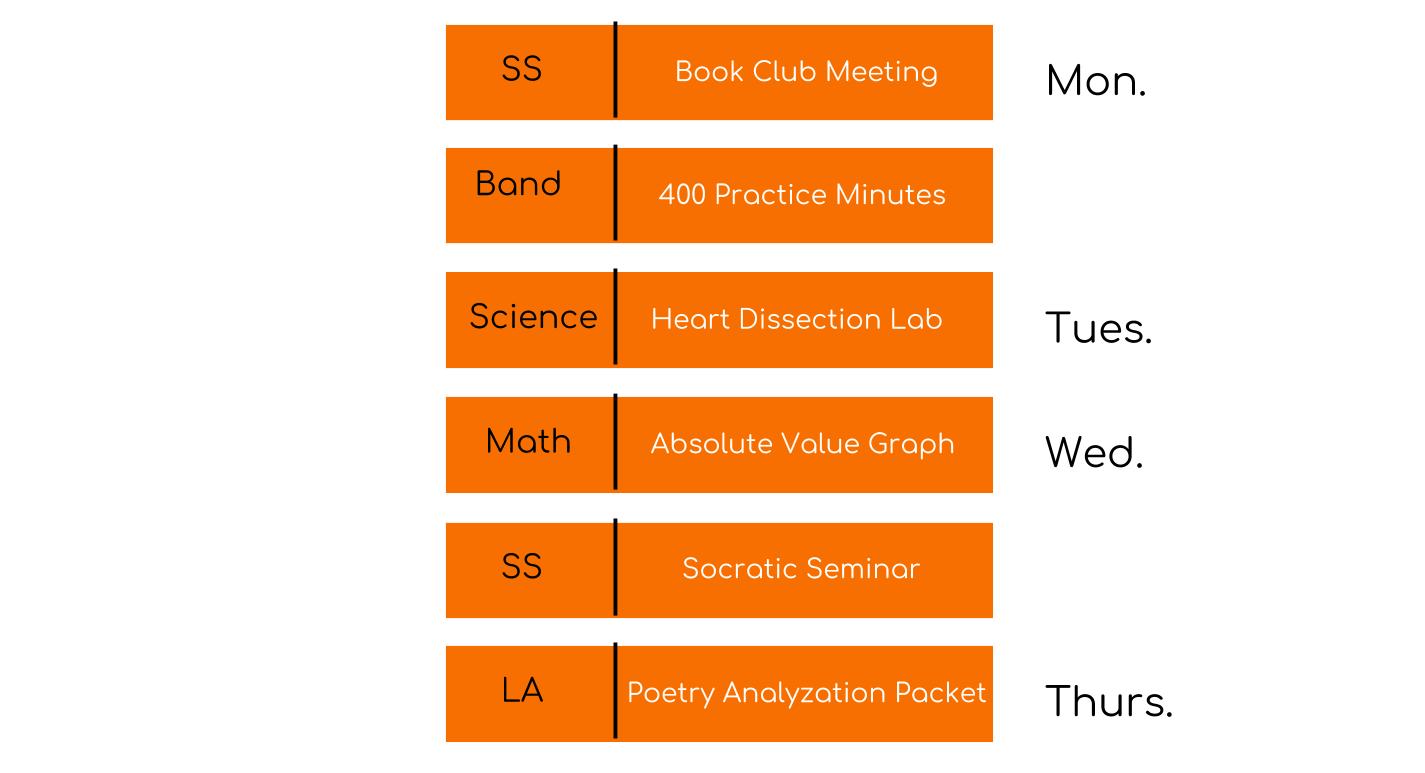 SS Book Club Meeting Mon.
Band 400 Practice Minutes
Science Heart Dissection Lab Tues.
Math Absolute Value Graph Wed.
SS Socratic Seminar
LA Poetry Analyzation Packet Thurs.